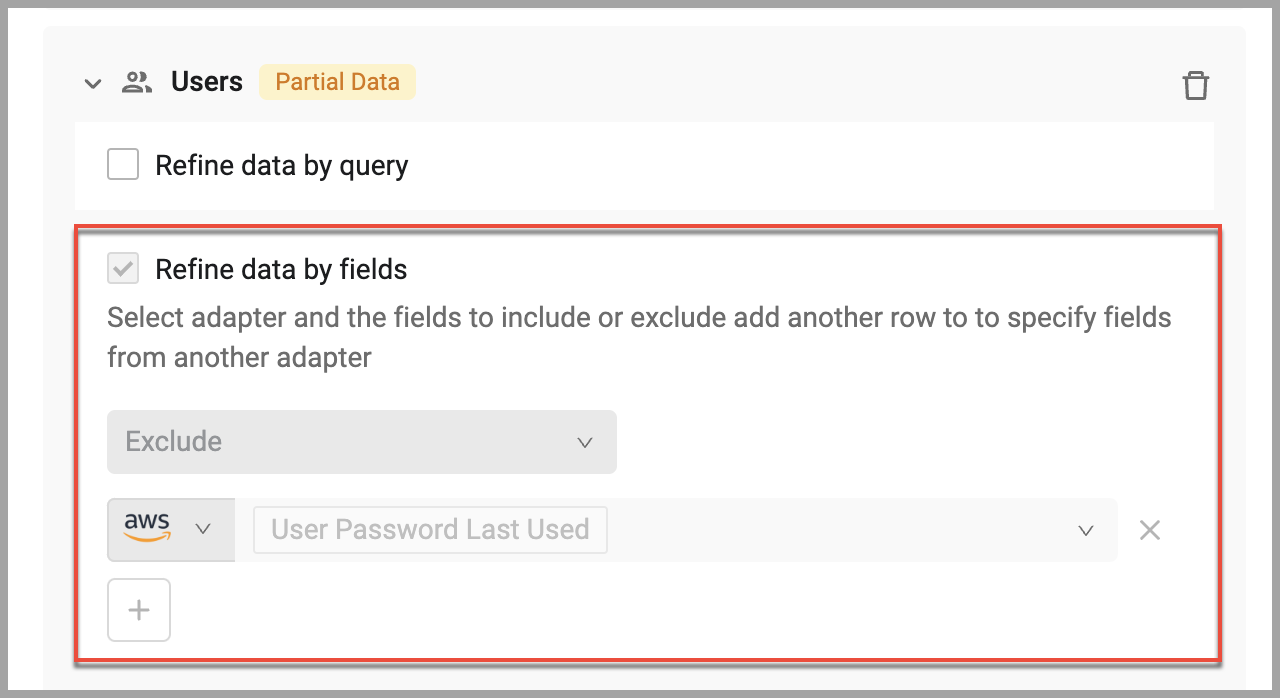 Users Partial Data
Refine data by query
Refine data by fields
Select adapter and the fields to include or exclude add another row to to specify fields
from another adapter
Exclude
aws User Password Last Used